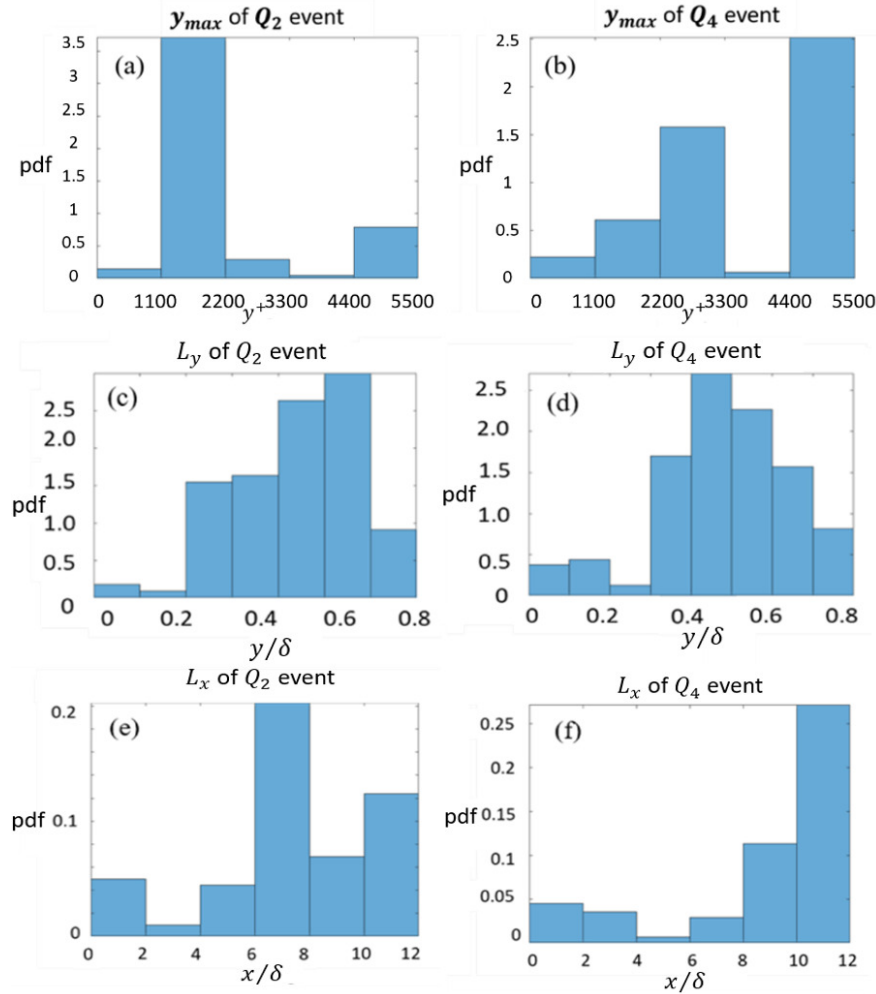 y_max of Q_2 event
(a)
3.5
3
2.5
2
1.5
1
0.5
0
pdf
0 1100 2200 3300 4400 5500
y^+
y_max of Q_4 event
(b)
2.5
2
1.5
1
0.5
0
pdf
0 1100 2200 3300 4400 5500
y^+
L_y of Q_2 event
(c)
2.5
2.0
1.5
1.0
0.5
0
pdf
0 0.2 0.4 0.6 0.8
y/δ
L_y of Q_4 event
(d)
2.5
2.0
1.5
1.0
0.5
0
pdf
0 0.2 0.4 0.6 0.8
y/δ
L_x of Q_2 event
(e)
0.2
0.1
0
pdf
0 2 4 6 8 10 12
x/δ
L_x of Q_4 event
(f)
0.25
0.2
0.15
0.1
0.05
0
pdf
0 2 4 6 8 10 12
x/δ